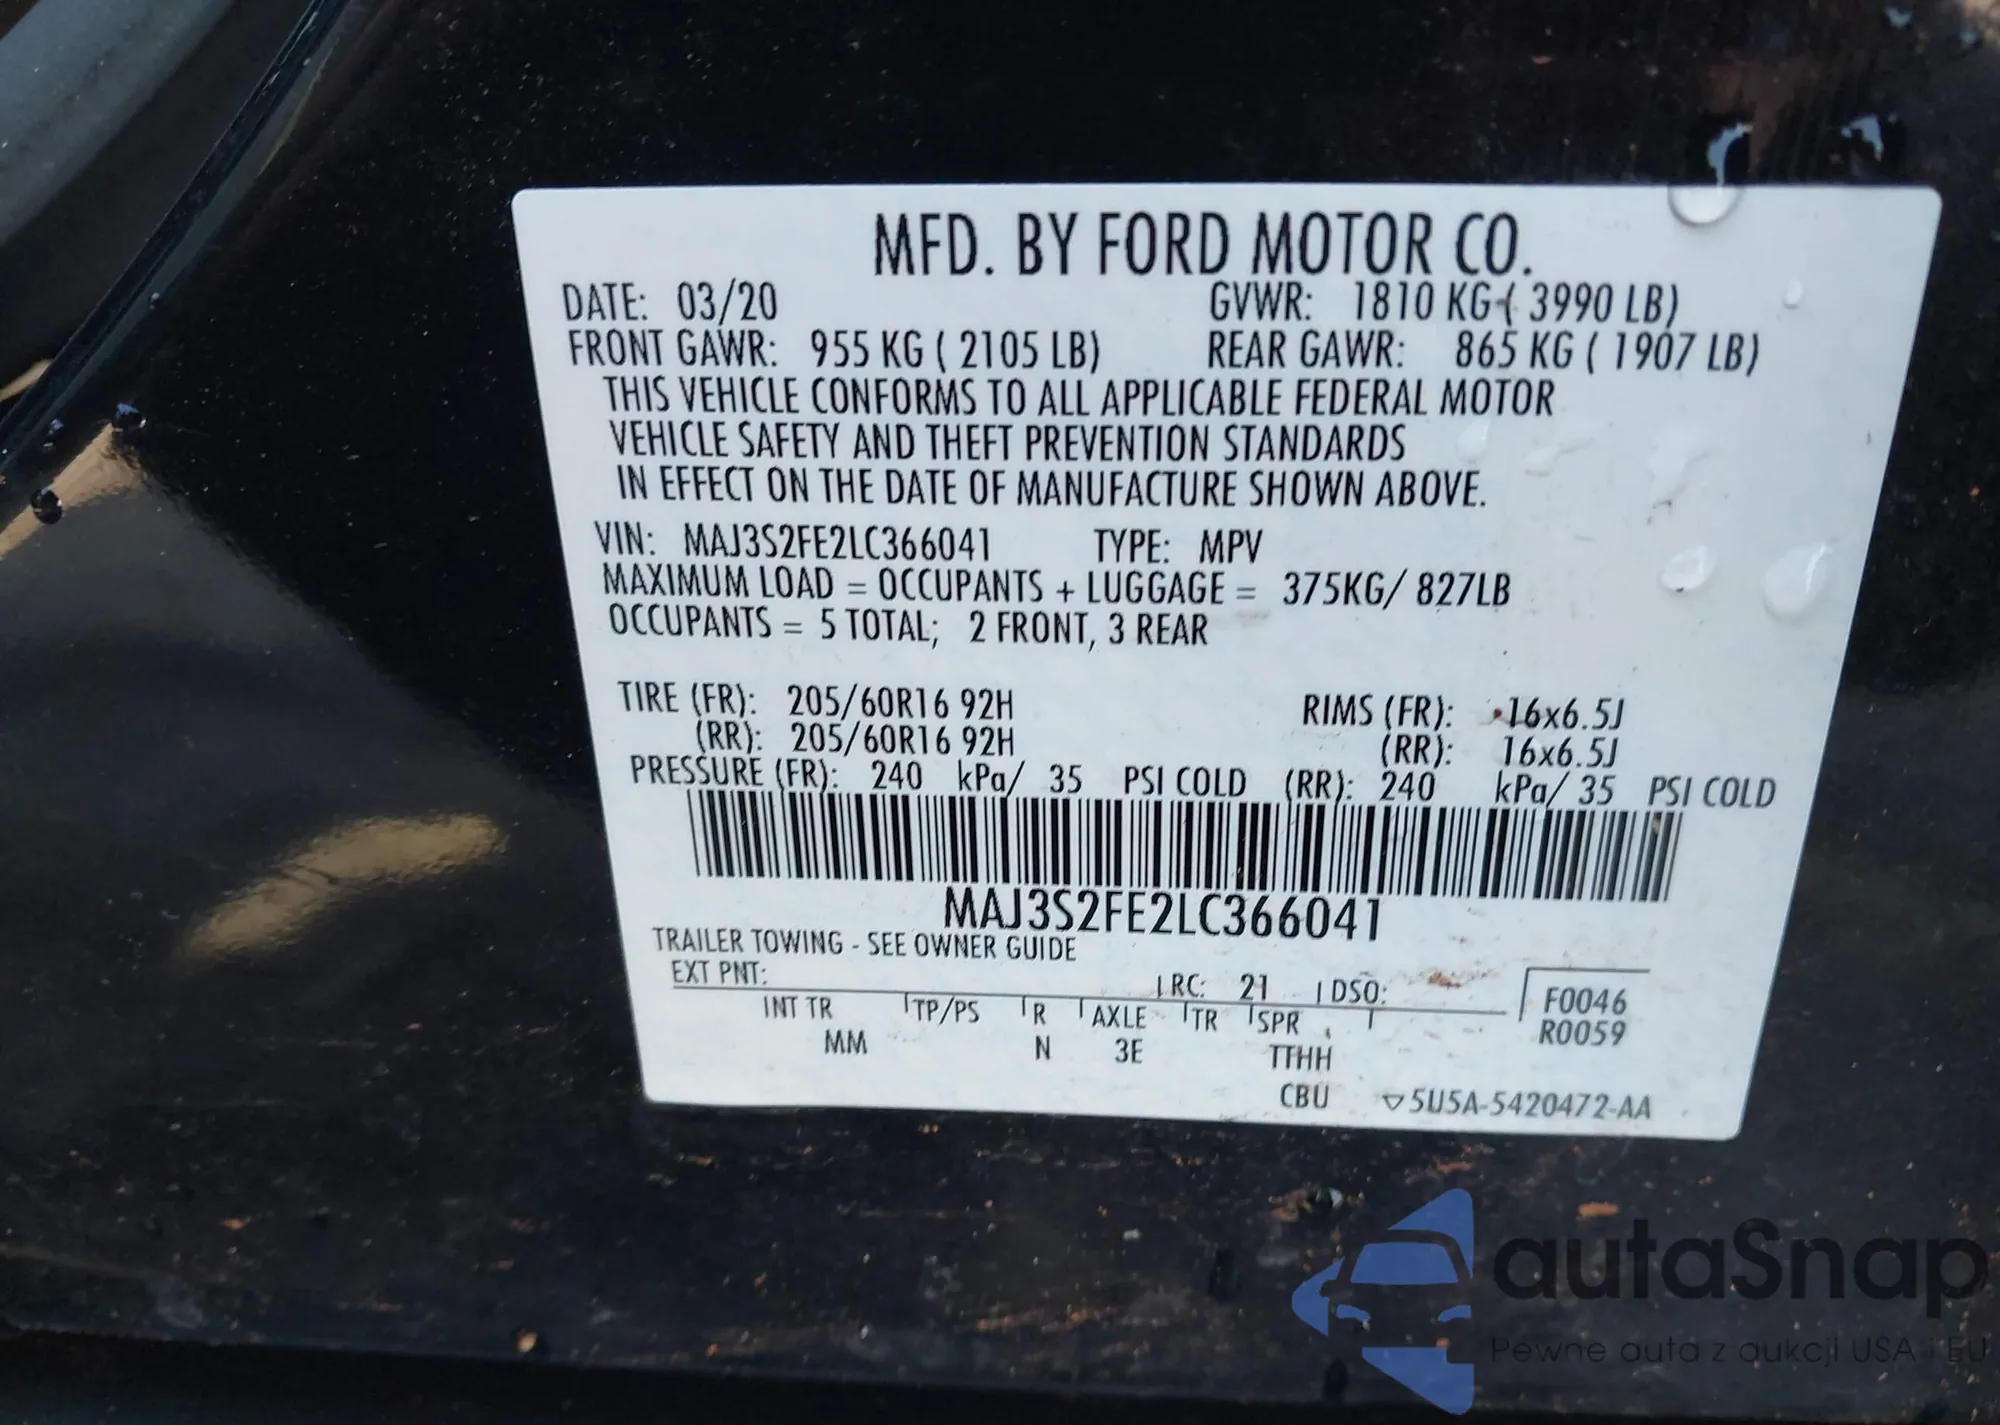 MFD. BY FORD MOTOR CO.
DATE: 03/20 GVWR: 1810 KG ( 3990 LB)
FRONT GAWR: 955 KG ( 2105 LB) REAR GAWR: 865 KG ( 1907 LB)
THIS VEHICLE CONFORMS TO ALL APPLICABLE FEDERAL MOTOR
VEHICLE SAFETY AND THEFT PREVENTION STANDARDS
IN EFFECT ON THE DATE OF MANUFACTURE SHOWN ABOVE.
VIN: MAJ3S2FE2LC366041 TYPE: MPV
MAXIMUM LOAD = OCCUPANTS + LUGGAGE = 375KG/ 827LB
OCCUPANTS = 5 TOTAL; 2 FRONT, 3 REAR
TIRE (FR): 205/60R16 92H RIMS (FR): 16x6.5J
(RR): 205/60R16 92H (RR): 16x6.5J
PRESSURE (FR): 240 kPa/ 35 PSI COLD (RR): 240 kPa/ 35 PSI COLD
MAJ3S2FE2LC366041
TRAILER TOWING - SEE OWNER GUIDE
EXT PNT: RC: 21 DSO: F0046
INT TR TP/PS R AXLE TR SPR R0059
MM N 3E TTHH
CBU 5U5A-5420472-AA
autaSnap
Pewne auta z aukcji USA i EU